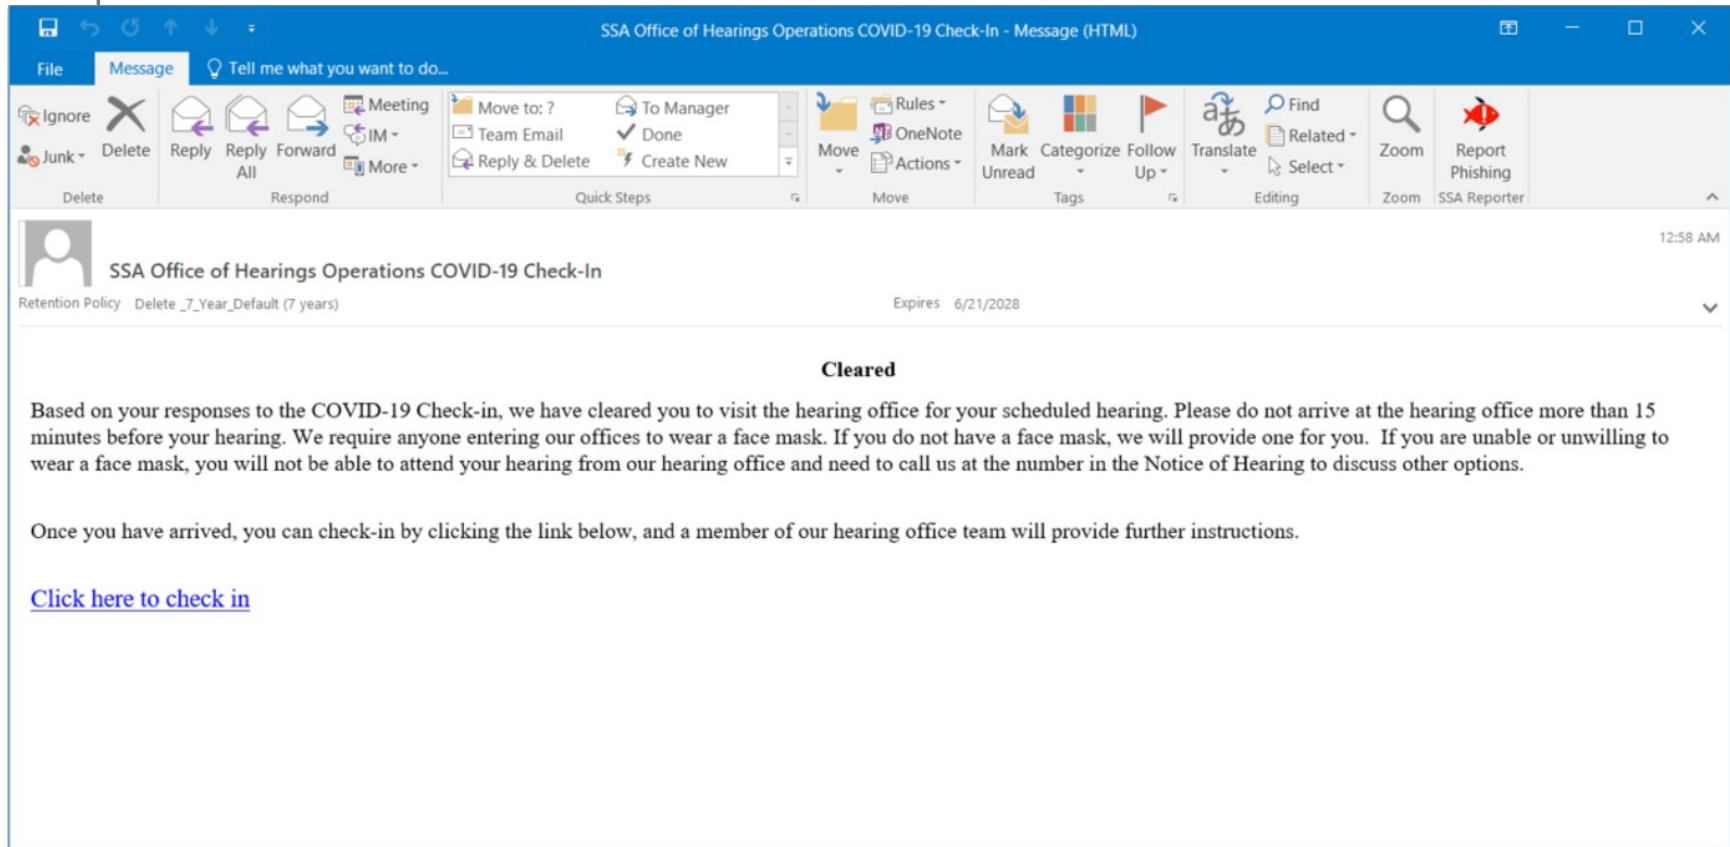 SSA Office of Hearings Operations COVID-19 Check-In - Message (HTML)
File Message Tell me what you want to do...
Ignore
Junk
Delete
Reply
Reply All
Forward
Meeting
IM
More
Move to: ?
To Manager
Team Email
Done
Reply & Delete
Create New
Move
Rules
OneNote
Actions
Mark Unread
Categorize
Follow Up
Translate
Find
Related
Select
Zoom
Report Phishing
Delete Respond Quick Steps Move Tags Editing Zoom SSA Reporter
12:58 AM
SSA Office of Hearings Operations COVID-19 Check-In
Retention Policy Delete _7_Year_Default (7 years) Expires 6/21/2028
Cleared
Based on your responses to the COVID-19 Check-in, we have cleared you to visit the hearing office for your scheduled hearing. Please do not arrive at the hearing office more than 15
minutes before your hearing. We require anyone entering our offices to wear a face mask. If you do not have a face mask, we will provide one for you. If you are unable or unwilling to
wear a face mask, you will not be able to attend your hearing from our hearing office and need to call us at the number in the Notice of Hearing to discuss other options.
Once you have arrived, you can check-in by clicking the link below, and a member of our hearing office team will provide further instructions.
Click here to check in